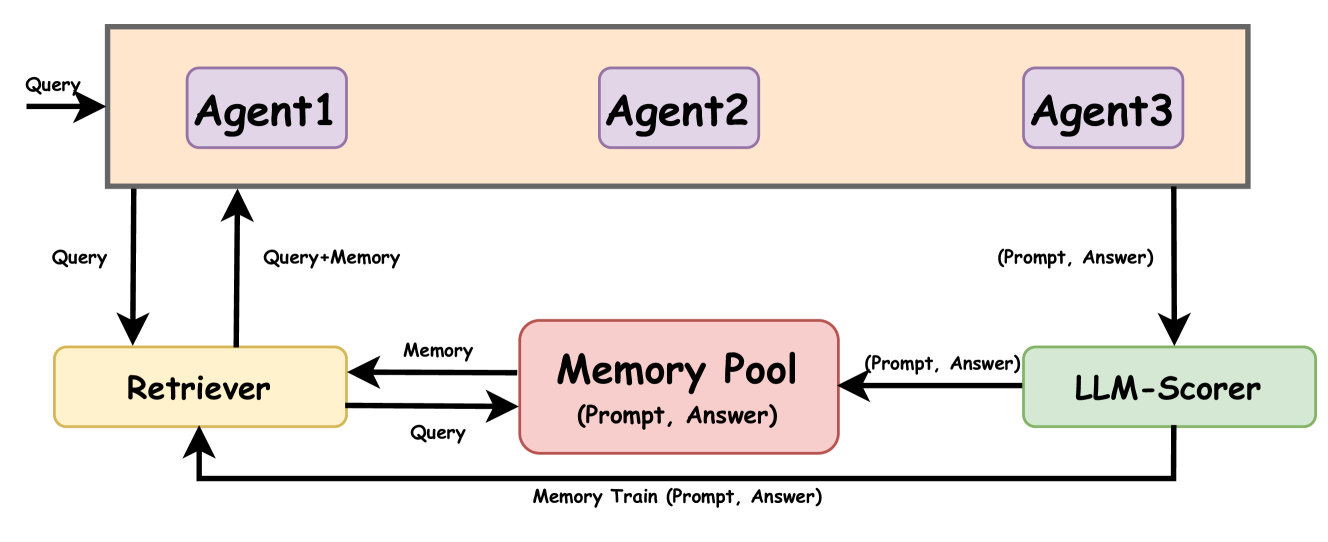 Query
Agent1
Agent2
Agent3
Query
Query+Memory
(Prompt, Answer)
Memory
(Prompt, Answer)
Retriever
Memory Pool
(Prompt, Answer)
LLM-Scorer
Query
Memory Train (Prompt, Answer)